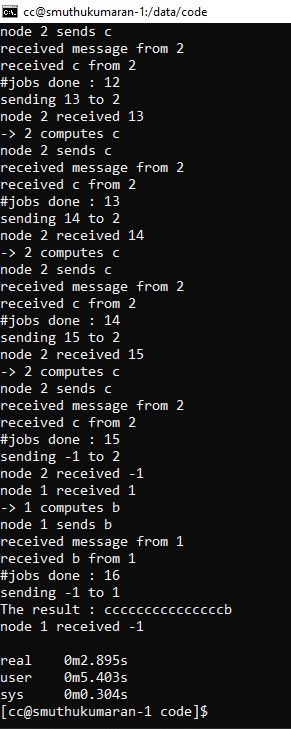 cc@smuthukumaran-1:/data/code
node 2 sends c
received message from 2
received c from 2
#jobs done : 12
sending 13 to 2
node 2 received 13
-> 2 computes c
node 2 sends c
received message from 2
received c from 2
#jobs done : 13
sending 14 to 2
node 2 received 14
-> 2 computes c
node 2 sends c
received message from 2
received c from 2
#jobs done : 14
sending 15 to 2
node 2 received 15
-> 2 computes c
node 2 sends c
received message from 2
received c from 2
#jobs done : 15
sending -1 to 2
node 2 received -1
node 1 received 1
-> 1 computes b
node 1 sends b
received message from 1
received b from 1
#jobs done : 16
sending -1 to 1
The result : cccccccccccccccb
node 1 received -1
real 0m2.895s
user 0m5.403s
sys 0m0.304s
[cc@smuthukumaran-1 code]$